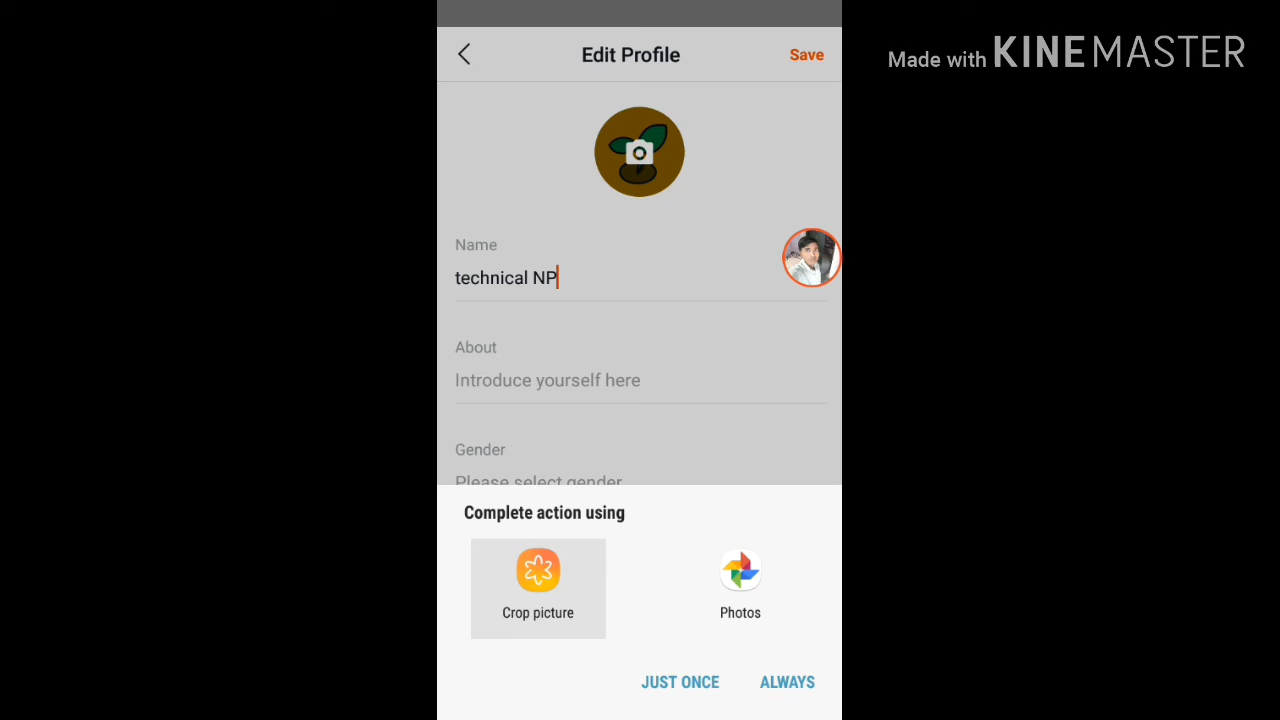 Edit Profile
Save
Made with KINEMASTER
Name
technical NP
About
Introduce yourself here
Gender
Please select gender
Complete action using
Crop picture
Photos
JUST ONCE
ALWAYS